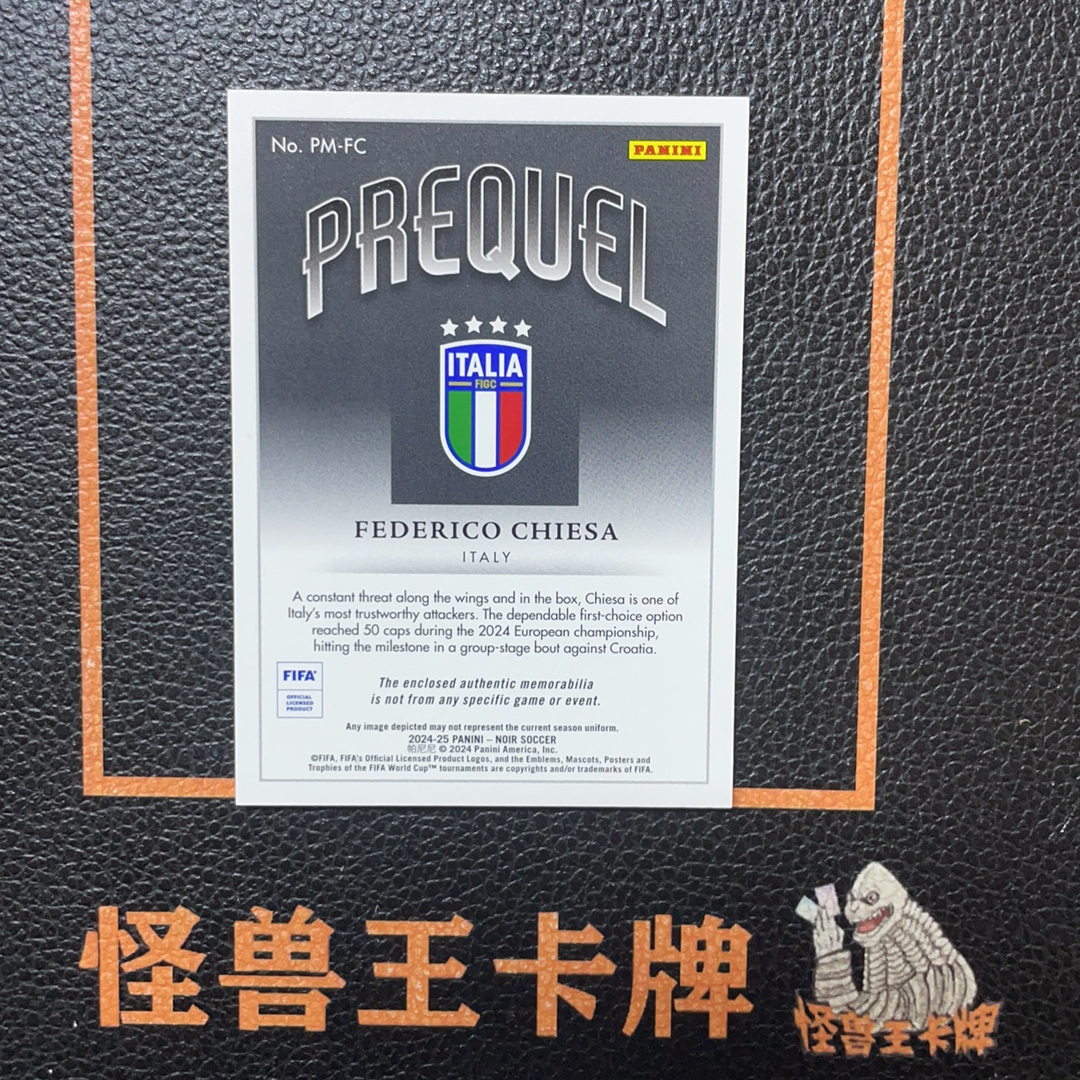 No. PM-FC
PANINI
PREQUEL
ITALIA
FIGC
FEDERICO CHIESA
ITALY
A constant threat along the wings and in the box, Chiesa is one of
Italy's most trustworthy attackers. The dependable first-choice option
reached 50 caps during the 2024 European championship,
hitting the milestone in a group-stage bout against Croatia.
FIFA®
OFFICIAL
LICENSED
PRODUCT
The enclosed authentic memorabilia
is not from any specific game or event.
Any image depicted may not represent the current season uniform.
2024-25 PANINI – NOIR SOCCER
帕尼尼 © 2024 Panini America, Inc.
©FIFA, FIFA's Official Licensed Product Logos, and the Emblems, Mascots, Posters and
Trophies of the FIFA World Cup™ tournaments are copyrights and/or trademarks of FIFA.
怪兽王卡牌
怪兽王卡牌